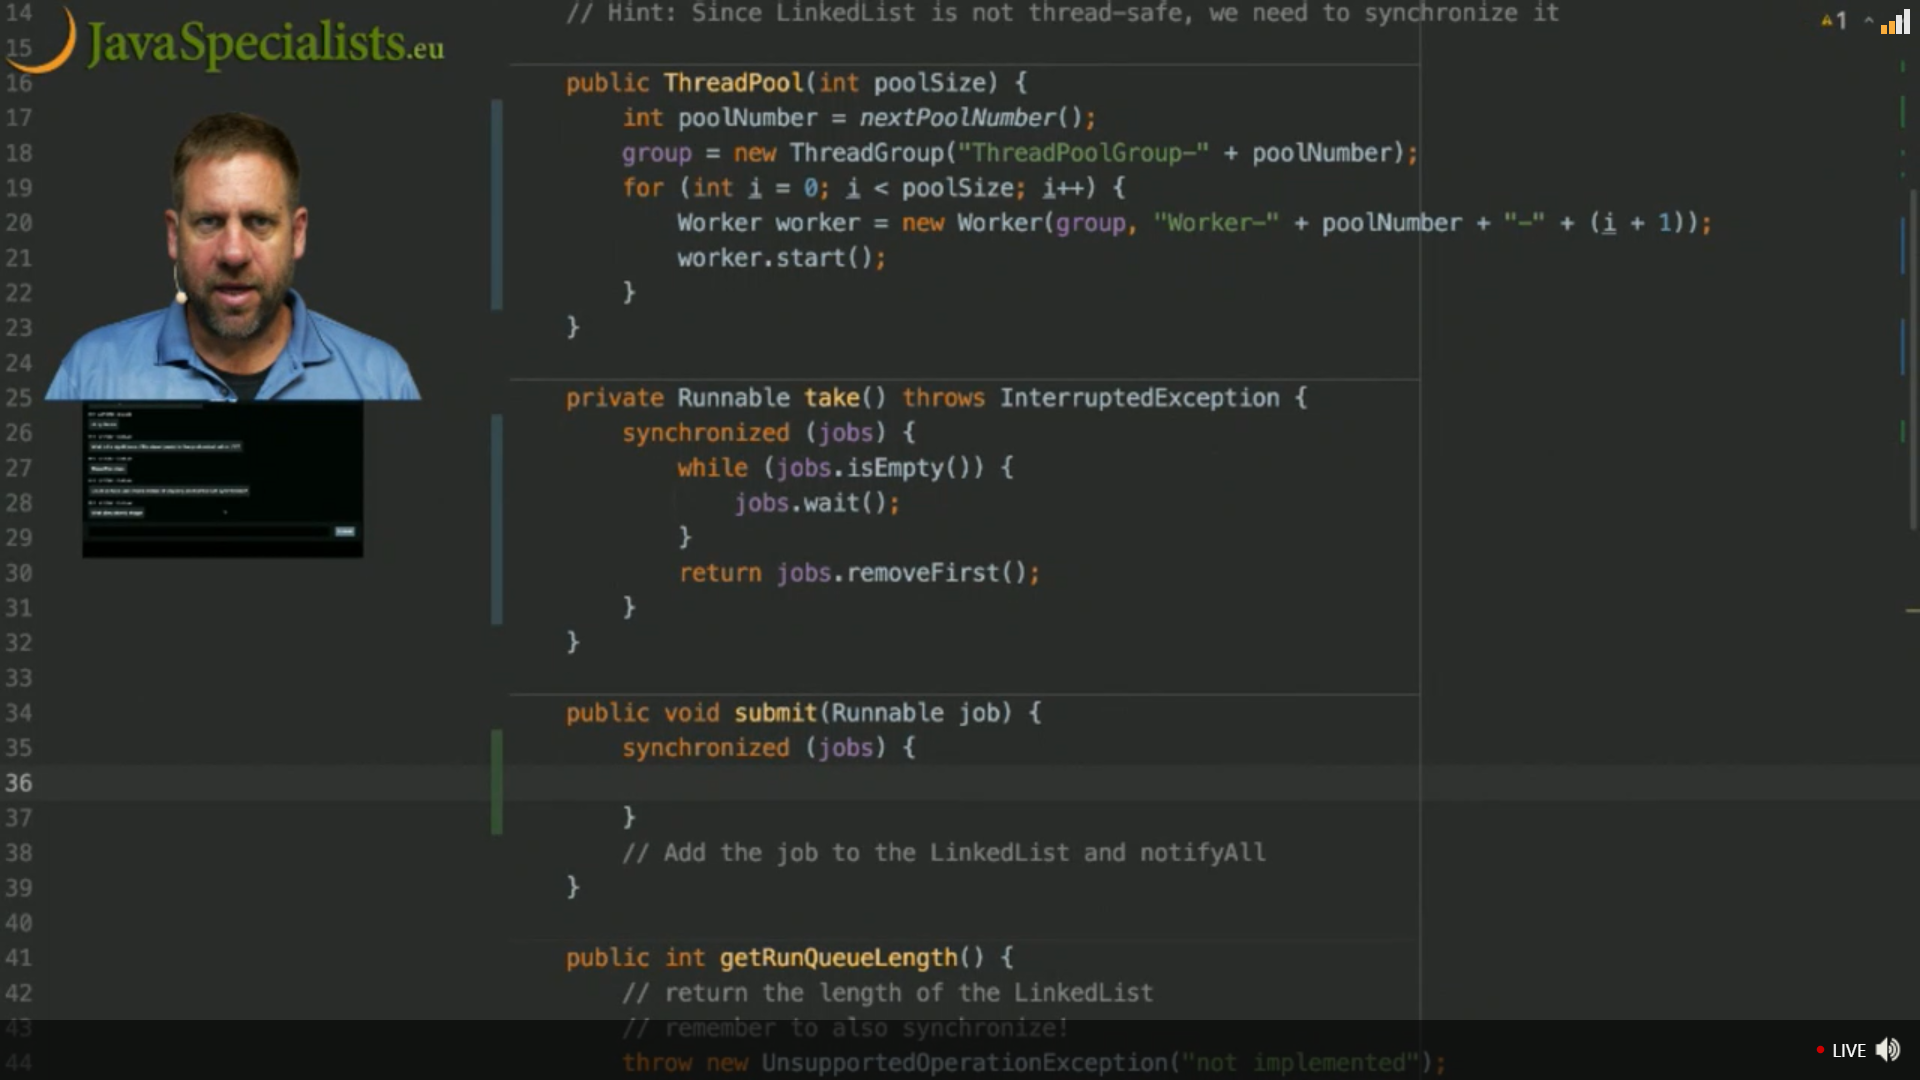 JavaSpecialists.eu
14 // Hint: Since LinkedList is not thread-safe, we need to synchronize it
1
15
16 public ThreadPool(int poolSize) {
17 int poolNumber = nextPoolNumber();
18 group = new ThreadGroup("ThreadPoolGroup-" + poolNumber);
19 for (int i = 0; i < poolSize; i++) {
20 Worker worker = new Worker(group, "Worker-" + poolNumber + "-" + (i + 1));
21 worker.start();
22 }
23 }
24
25 private Runnable take() throws InterruptedException {
26 synchronized (jobs) {
27 while (jobs.isEmpty()) {
28 jobs.wait();
29 }
30 return jobs.removeFirst();
31 }
32 }
33
34 public void submit(Runnable job) {
35 synchronized (jobs) {
36
37 }
38 // Add the job to the LinkedList and notifyAll
39 }
40
41 public int getRunQueueLength() {
42 // return the length of the LinkedList
43 // remember to also synchronize!
44 throw new UnsupportedOperationException("not implemented");
LIVE